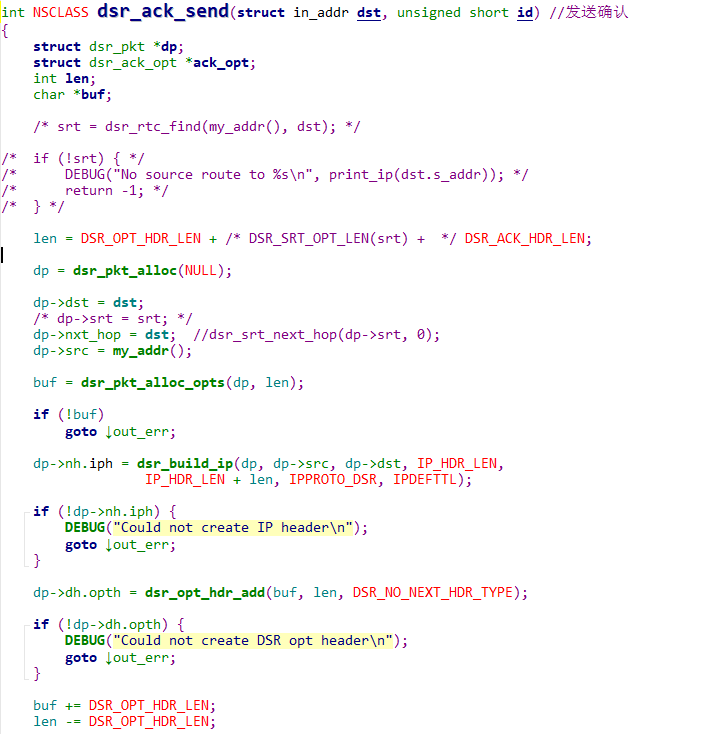 int NSCLASS dsr_ack_send(struct in_addr dst, unsigned short id) //发送确认
{
    struct dsr_pkt *dp;
    struct dsr_ack_opt *ack_opt;
    int len;
    char *buf;

    /* srt = dsr_rtc_find(my_addr(), dst); */

/*  if (!srt) { */
/*      DEBUG("No source route to %s\n", print_ip(dst.s_addr)); */
/*      return -1; */
/*  } */

    len = DSR_OPT_HDR_LEN + /* DSR_SRT_OPT_LEN(srt) +  */ DSR_ACK_HDR_LEN;

    dp = dsr_pkt_alloc(NULL);

    dp->dst = dst;
    /* dp->srt = srt; */
    dp->nxt_hop = dst;  //dsr_srt_next_hop(dp->srt, 0);
    dp->src = my_addr();

    buf = dsr_pkt_alloc_opts(dp, len);

    if (!buf)
        goto ↓out_err;

    dp->nh.iph = dsr_build_ip(dp, dp->src, dp->dst, IP_HDR_LEN,
                  IP_HDR_LEN + len, IPPROTO_DSR, IPDEFTTL);

    if (!dp->nh.iph) {
        DEBUG("Could not create IP header\n");
        goto ↓out_err;
    }

    dp->dh.opth = dsr_opt_hdr_add(buf, len, DSR_NO_NEXT_HDR_TYPE);

    if (!dp->dh.opth) {
        DEBUG("Could not create DSR opt header\n");
        goto ↓out_err;
    }

    buf += DSR_OPT_HDR_LEN;
    len -= DSR_OPT_HDR_LEN;